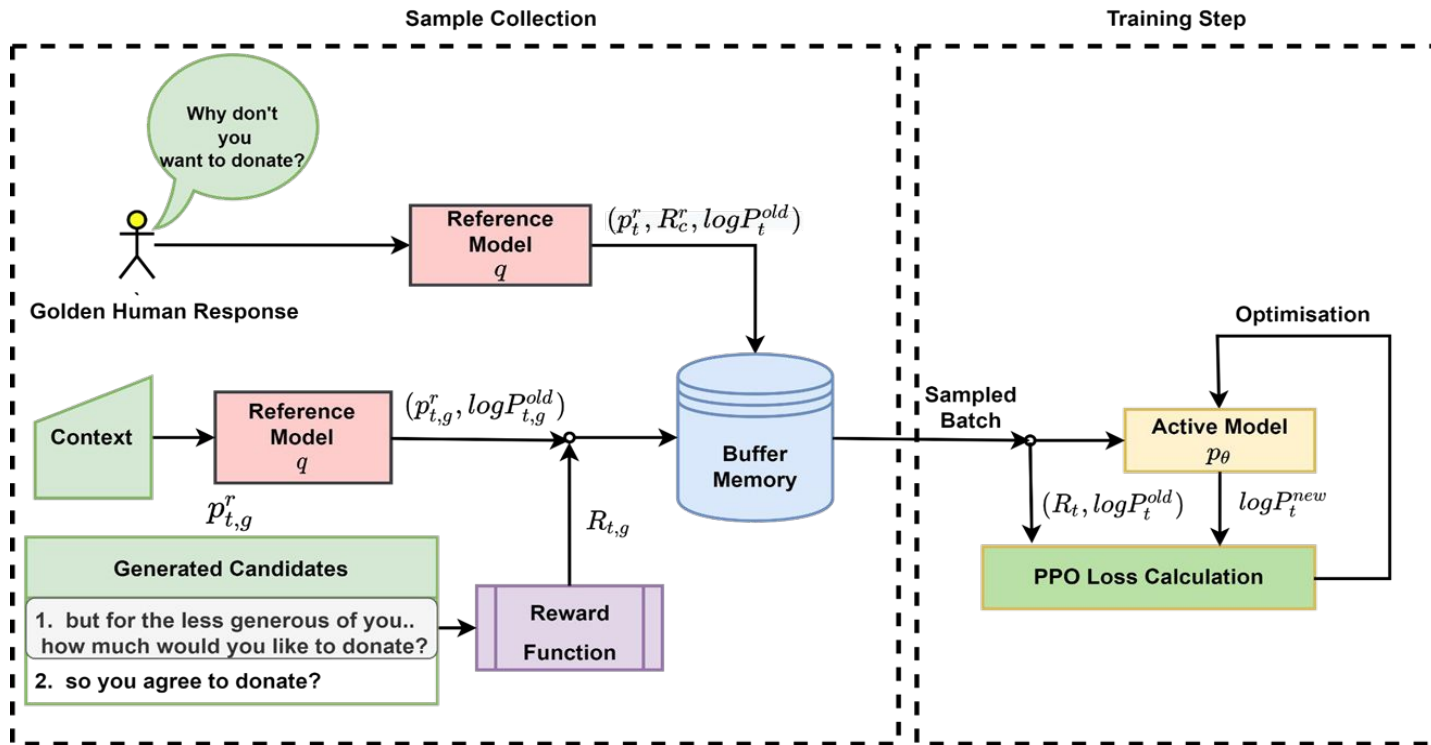 Sample Collection
Training Step
Why don't
you
want to donate?
Golden Human Response
Reference
Model
q
(p_t^r, R_c^r, logP_t^{old})
Context
Reference
Model
q
(p_{t,g}^r, logP_{t,g}^{old})
p_{t,g}^r
Generated Candidates
1. but for the less generous of you..
how much would you like to donate?
2. so you agree to donate?
Reward
Function
R_{t,g}
Buffer
Memory
Sampled
Batch
Optimisation
Active Model
p_θ
(R_t, logP_t^{old})
logP_t^{new}
PPO Loss Calculation